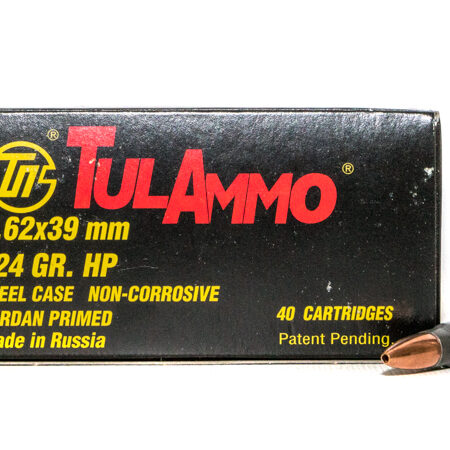 TULAMMO
.62x39 mm
24 GR. HP
EEL CASE NON-CORROSIVE
RDAN PRIMED
ade in Russia
40 CARTRIDGES
Patent Pending.